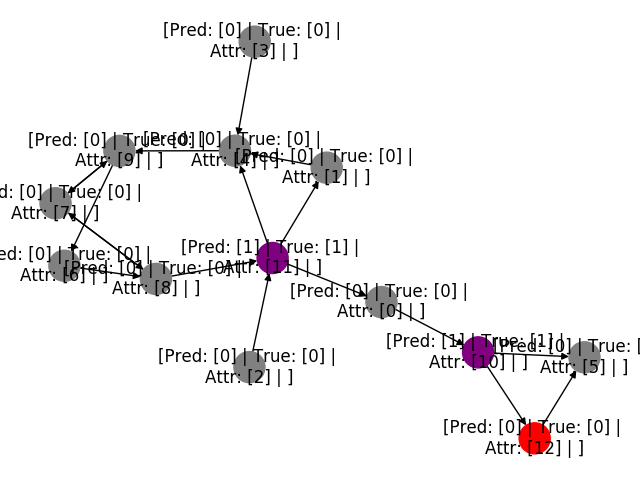 [Pred: [0] | True: [0] |
Attr: [3] | ]
[Pred: [0] | True: [0] |
Attr: [9] | ]
[Pred: [0] | True: [0] |
Attr: [4] | ]
[Pred: [0] | True: [0] |
Attr: [1] | ]
d: [0] | True: [0] |
Attr: [7] | ]
[Pred: [1] | True: [1] |
Attr: [11] | ]
ed: [0] | True: [0] |
Attr: [6] | ]
[Pred: [0] | True: [0] |
Attr: [8] | ]
[Pred: [0] | True: [0] |
Attr: [0] | ]
[Pred: [1] | True: [1] |
Attr: [10] | ]
[Pred: [0] | True: [
Attr: [5] | ]
[Pred: [0] | True: [0] |
Attr: [2] | ]
[Pred: [0] | True: [0] |
Attr: [12] | ]